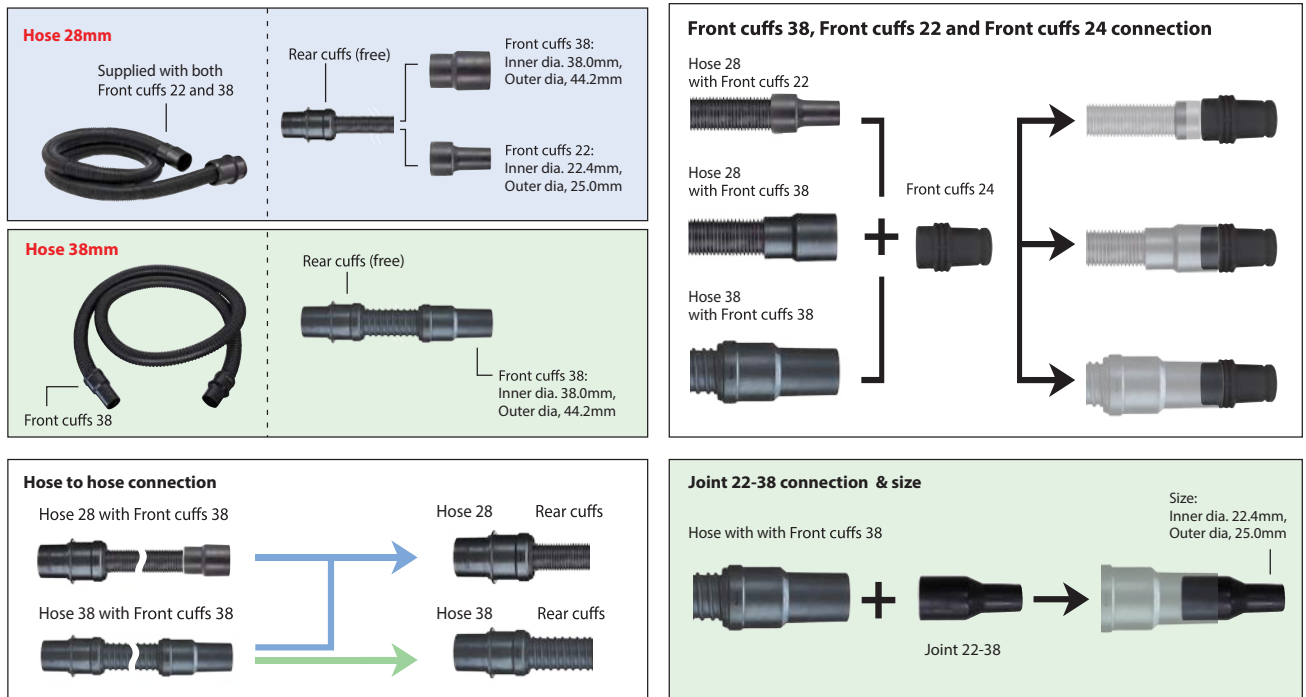 Hose 28mm
Supplied with both
Front cuffs 22 and 38
Rear cuffs (free)
Front cuffs 38:
Inner dia. 38.0mm,
Outer dia, 44.2mm
Front cuffs 22:
Inner dia. 22.4mm,
Outer dia, 25.0mm
Hose 38mm
Front cuffs 38
Rear cuffs (free)
Front cuffs 38:
Inner dia. 38.0mm,
Outer dia, 44.2mm
Front cuffs 38, Front cuffs 22 and Front cuffs 24 connection
Hose 28
with Front cuffs 22
Hose 28
with Front cuffs 38
Hose 38
with Front cuffs 38
Front cuffs 24
Hose to hose connection
Hose 28 with Front cuffs 38
Hose 28 Rear cuffs
Hose 38 with Front cuffs 38
Hose 38 Rear cuffs
Joint 22-38 connection & size
Hose with with Front cuffs 38
Joint 22-38
Size:
Inner dia. 22.4mm,
Outer dia, 25.0mm